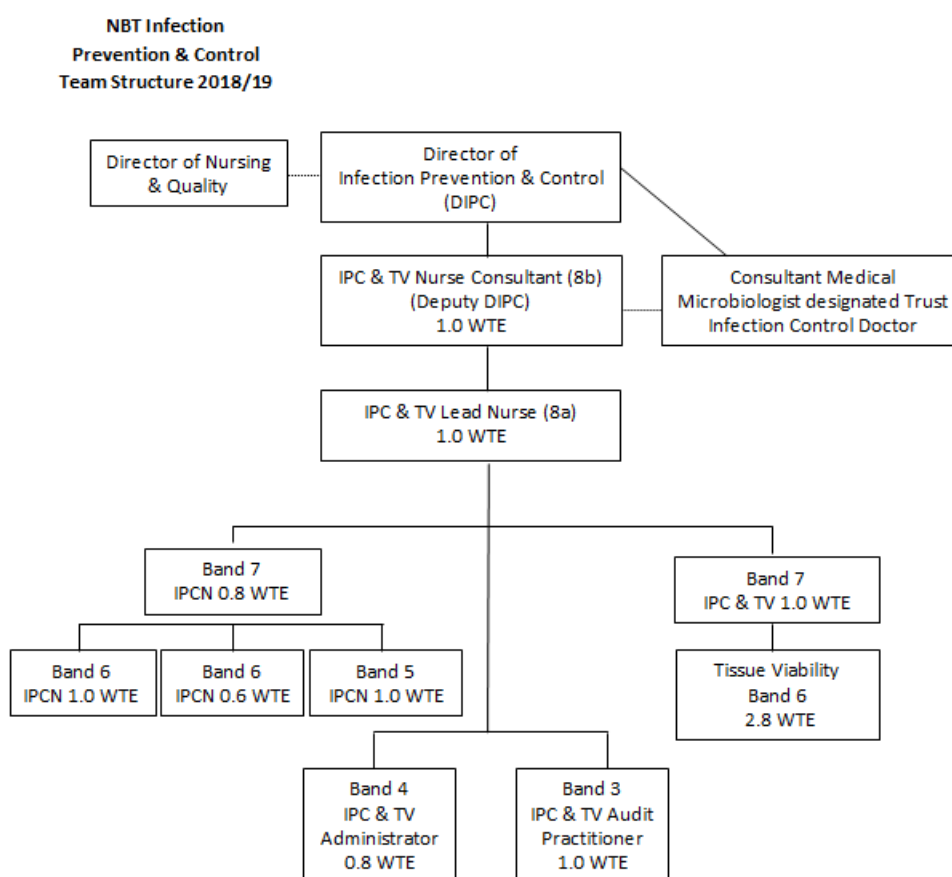 NBT Infection
Prevention & Control
Team Structure 2018/19
Director of Nursing
& Quality
Director of
Infection Prevention & Control
(DIPC)
IPC & TV Nurse Consultant (8b)
(Deputy DIPC)
1.0 WTE
Consultant Medical
Microbiologist designated Trust
Infection Control Doctor
IPC & TV Lead Nurse (8a)
1.0 WTE
Band 7
IPCN 0.8 WTE
Band 7
IPC & TV 1.0 WTE
Band 6
IPCN 1.0 WTE
Band 6
IPCN 0.6 WTE
Band 5
IPCN 1.0 WTE
Tissue Viability
Band 6
2.8 WTE
Band 4
IPC & TV
Administrator
0.8 WTE
Band 3
IPC & TV Audit
Practitioner
1.0 WTE